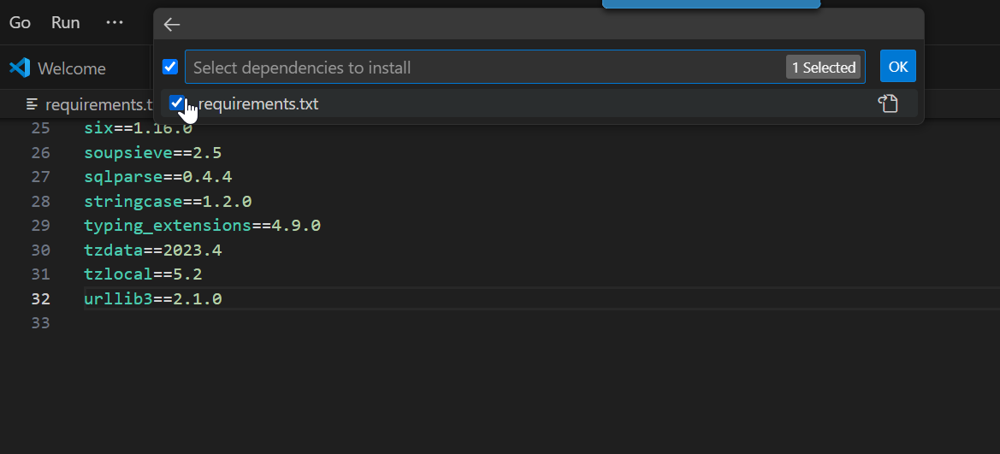 Go Run ...
Welcome
Select dependencies to install 1 Selected OK
requirements.t
requirements.txt
25 six==1.16.0
26 soupsieve==2.5
27 sqlparse==0.4.4
28 stringcase==1.2.0
29 typing_extensions==4.9.0
30 tzdata==2023.4
31 tzlocal==5.2
32 urllib3==2.1.0
33